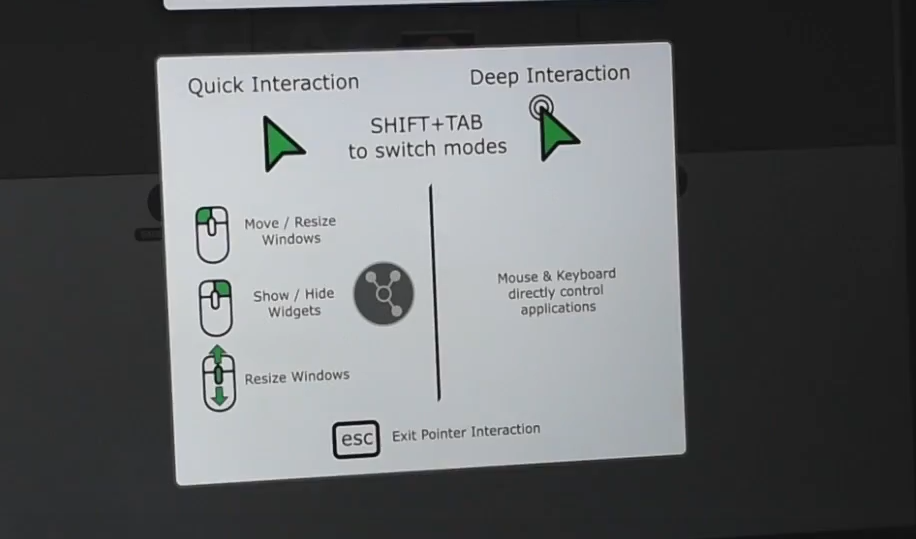 Quick Interaction
Deep Interaction
SHIFT+TAB
to switch modes
Move / Resize
Windows
Show / Hide
Widgets
Resize Windows
Mouse & Keyboard
directly control
applications
esc
Exit Pointer Interaction